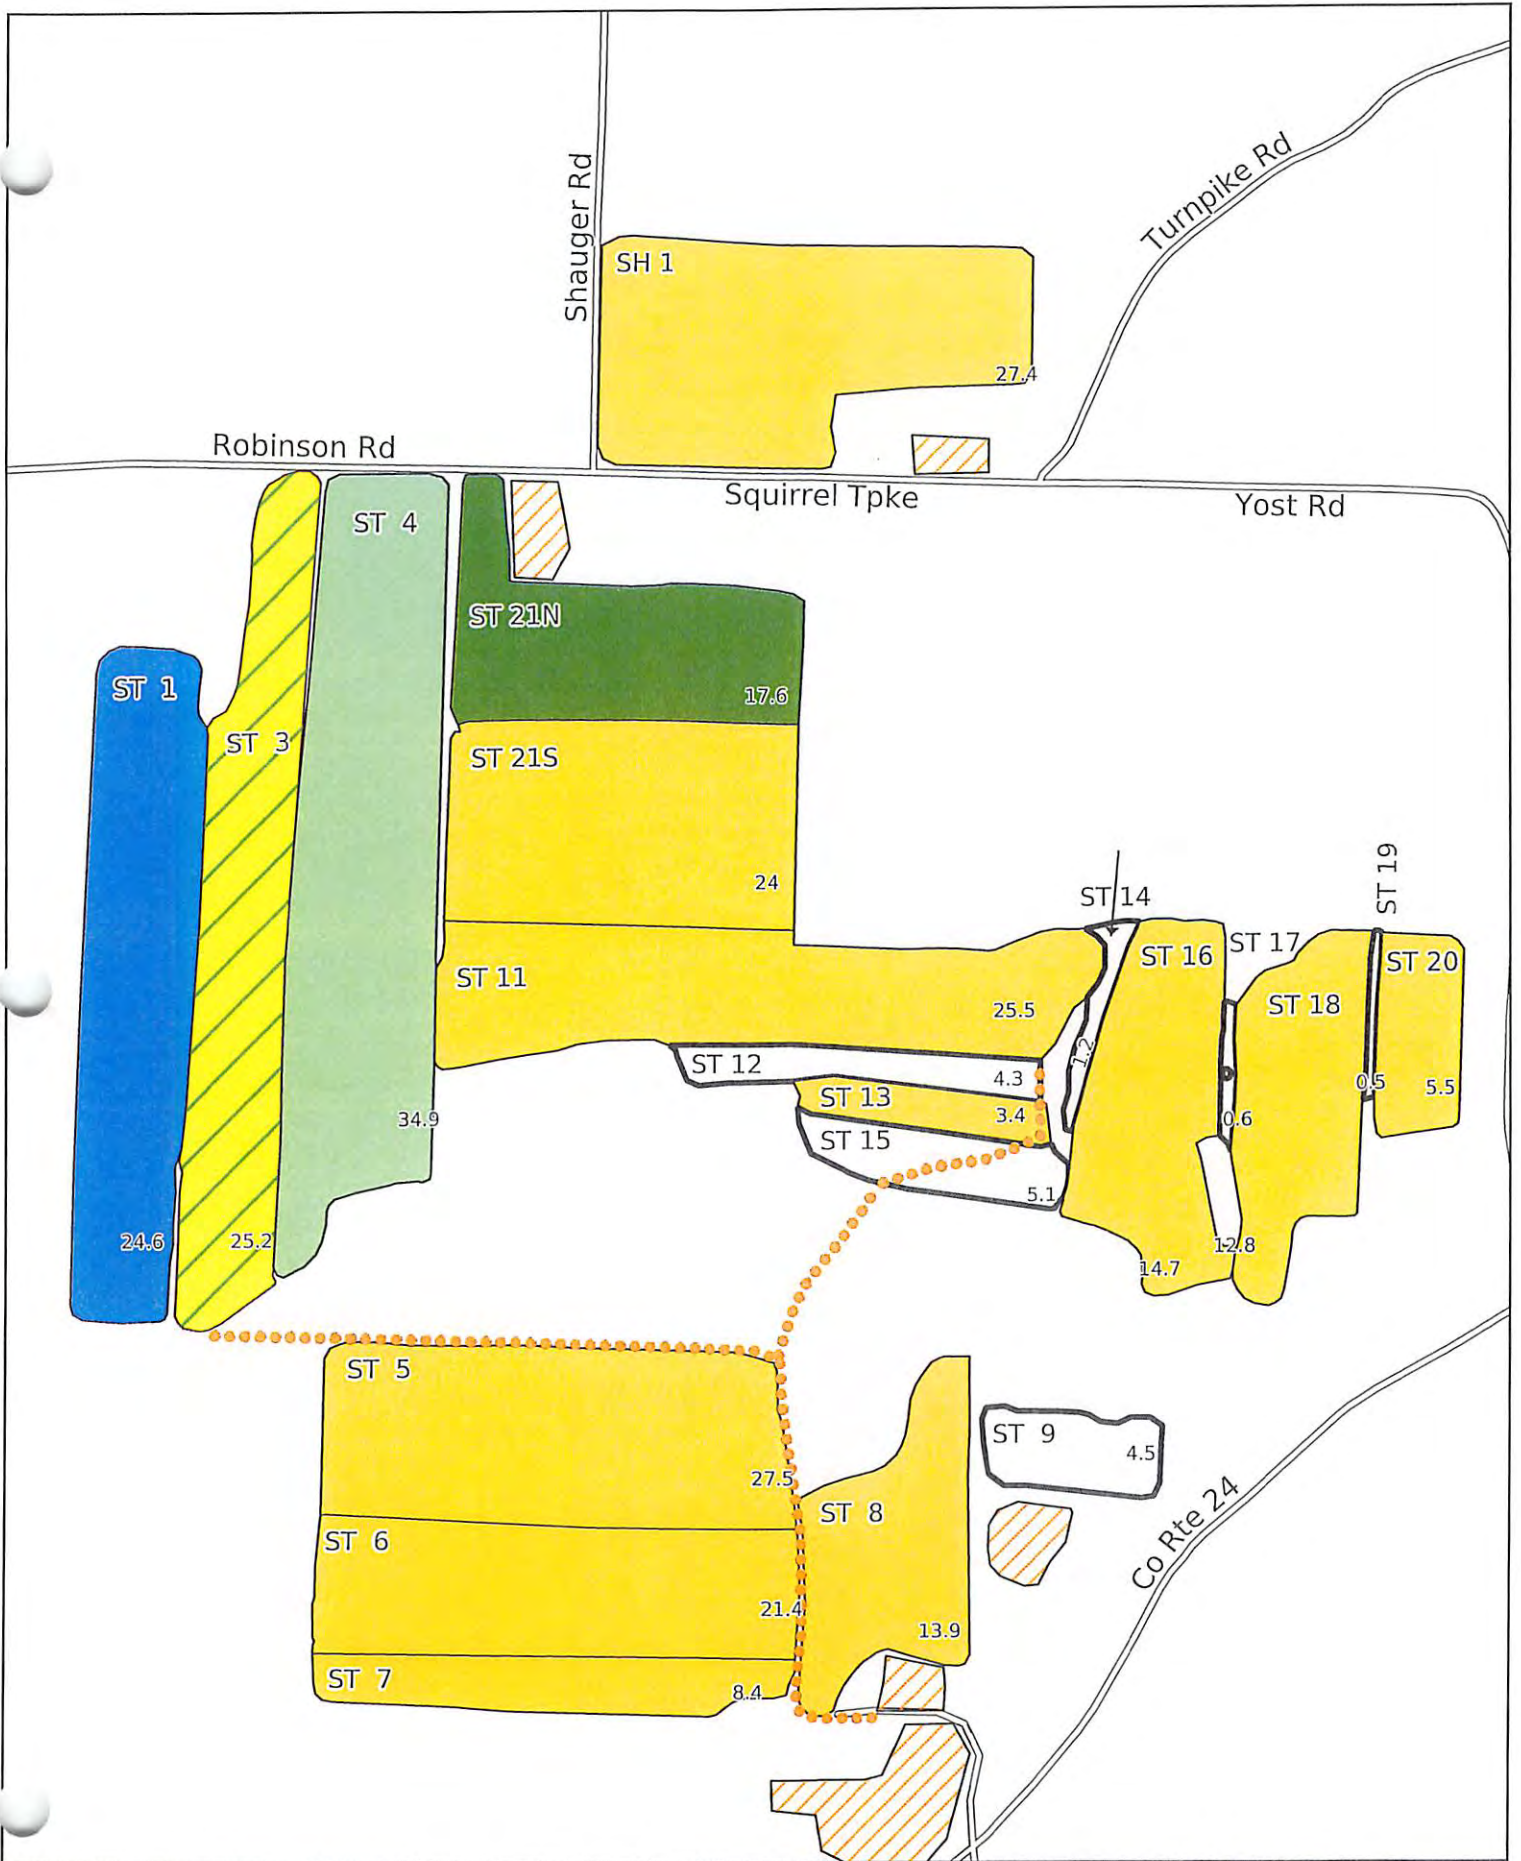 Shauger Rd
Turnpike Rd
SH 1
27.4
Robinson Rd
Squirrel Tpke
Yost Rd
ST 4
ST 21N
17.6
ST 1
ST 3
ST 21S
24
ST 19
ST 14
ST 11
25.5
ST 16
ST 17
ST 18
ST 20
1.2
ST 12
4.3
0.5
5.5
ST 13
3.4
34.9
0.6
ST 15
5.1
24.6
25.2
12.8
14.7
ST 5
27.5
ST 9
4.5
ST 8
ST 6
21.4
Co Rte 24
13.9
ST 7
8.4